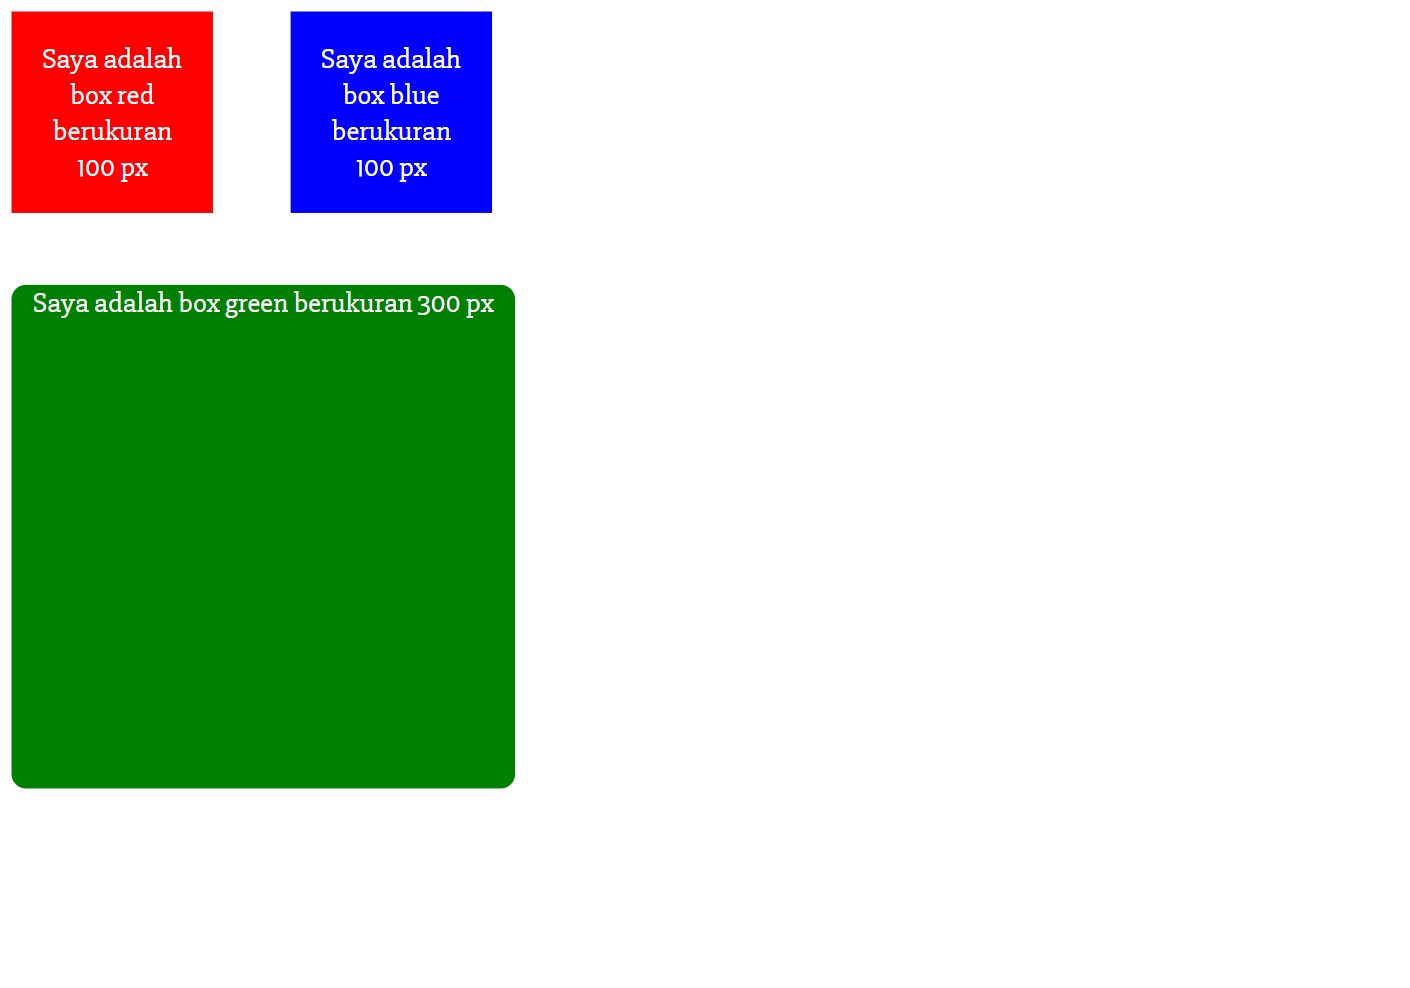 Saya adalah
box red
berukuran
100 px
Saya adalah
box blue
berukuran
100 px
Saya adalah box green berukuran 300 px